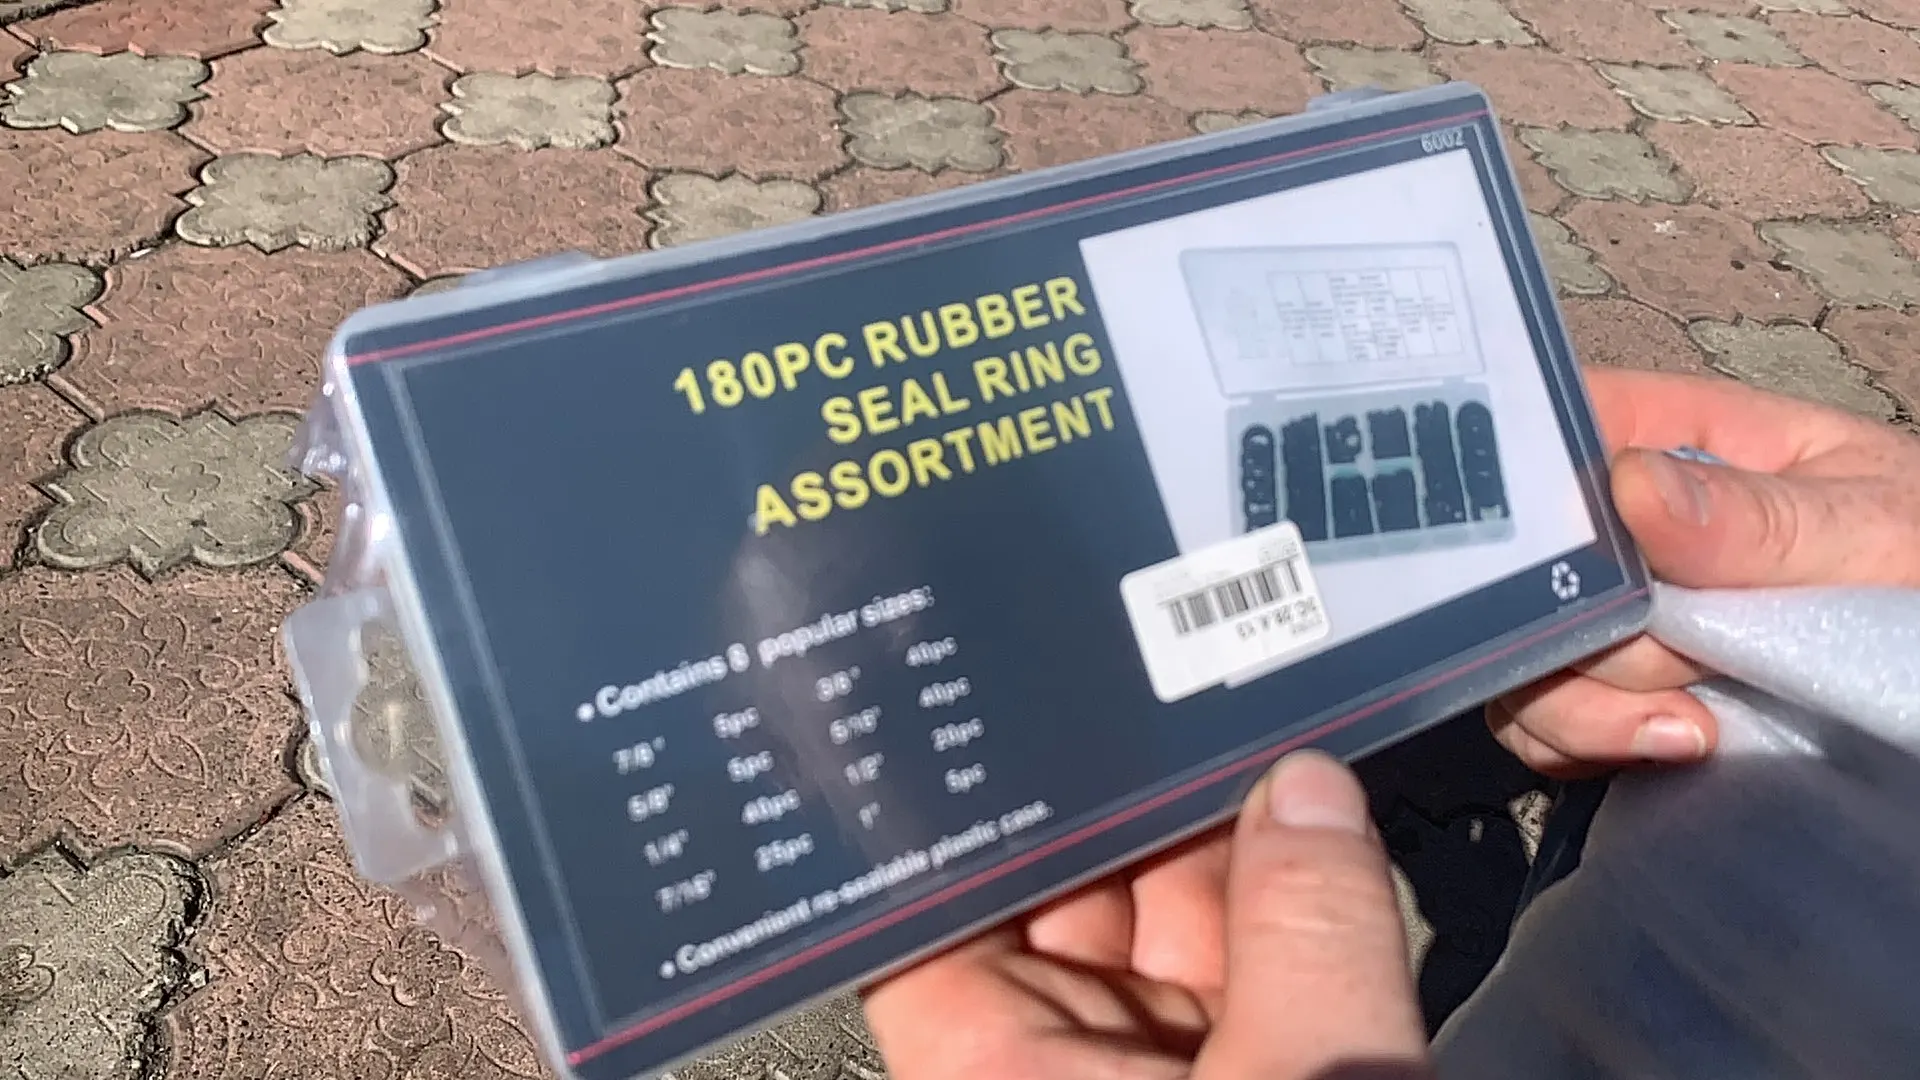 6002
180PC RUBBER
SEAL RING
ASSORTMENT
• Contains 8 popular sizes:
7/8" 5pc 3/8" 40pc
5/8" 5pc 5/16" 40pc
1/4" 40pc 1/2" 20pc
7/16" 25pc 1" 5pc
• Convenient re-sealable plastic case.